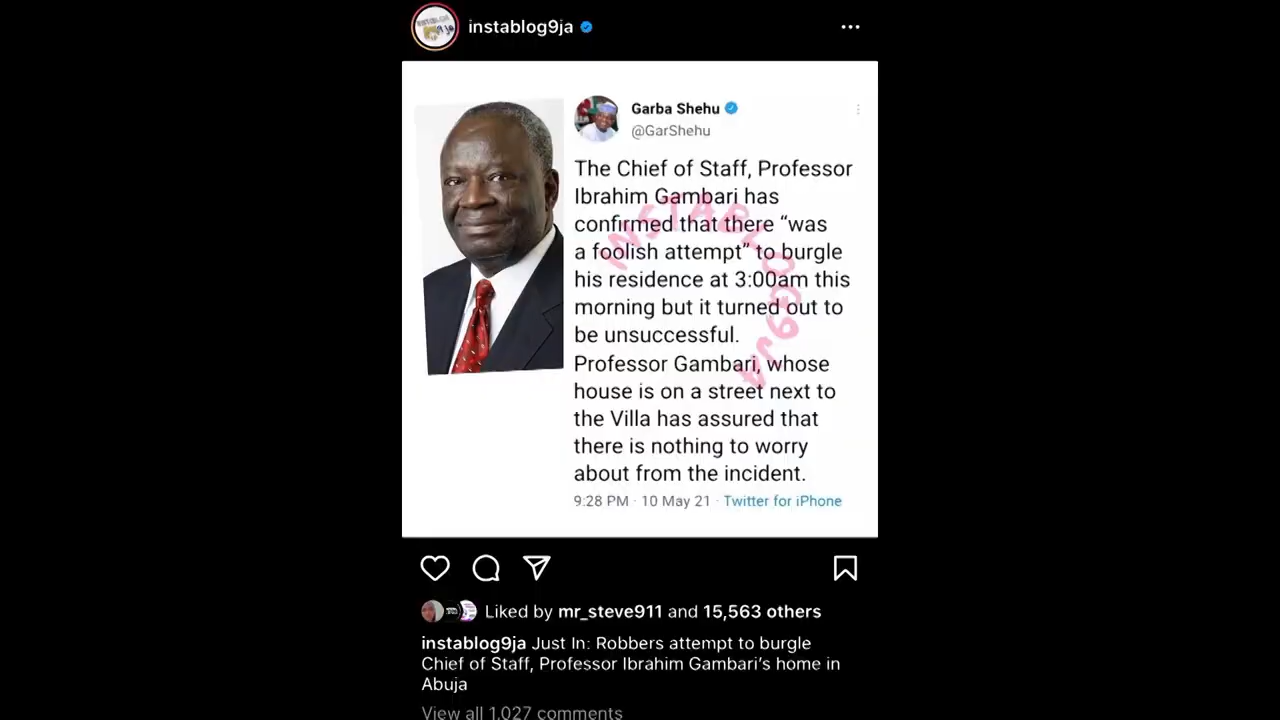 instablog9ja
Garba Shehu
@GarShehu
The Chief of Staff, Professor
Ibrahim Gambari has
confirmed that there “was
a foolish attempt” to burgle
his residence at 3:00am this
morning but it turned out to
be unsuccessful.
Professor Gambari, whose
house is on a street next to
the Villa has assured that
there is nothing to worry
about from the incident.
9:28 PM · 10 May 21 · Twitter for iPhone
INSTABLOG9JA
Liked by mr_steve911 and 15,563 others
instablog9ja Just In: Robbers attempt to burgle
Chief of Staff, Professor Ibrahim Gambari’s home in
Abuja
View all 1,027 comments